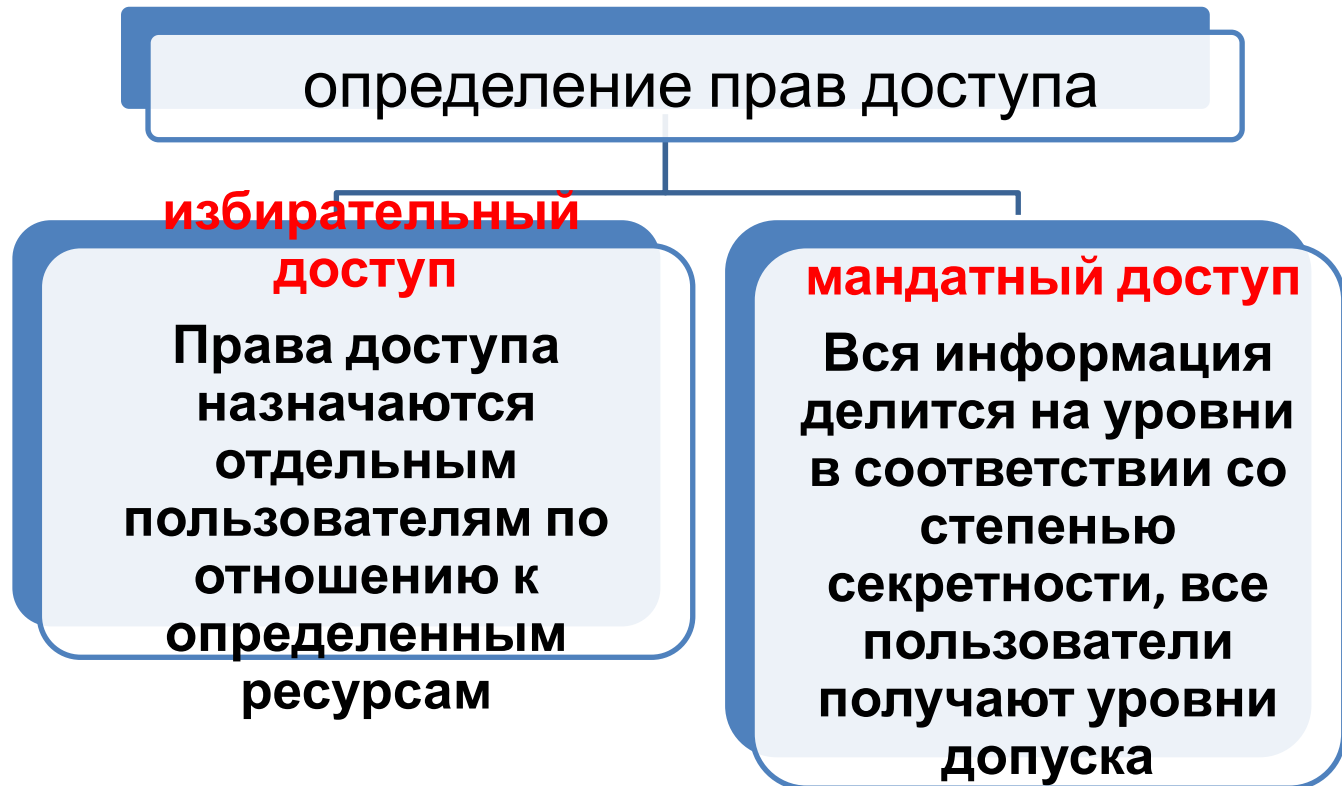 определение прав доступа
избирательный
доступ
Права доступа
назначаются
отдельным
пользователям по
отношению к
определенным
ресурсам
мандатный доступ
Вся информация
делится на уровни
в соответствии со
степенью
секретности, все
пользователи
получают уровни
допуска